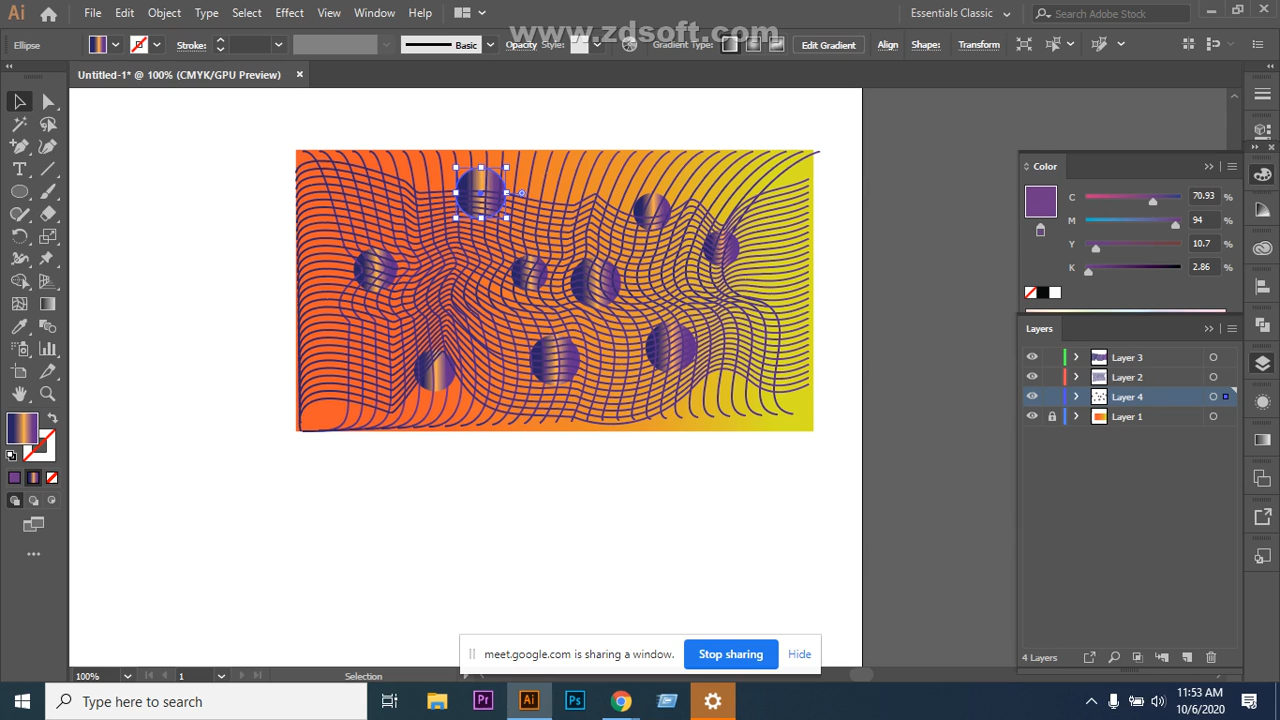 Ai File Edit Object Type Select Effect View Window Help Essentials Classic Search Adobe Stock
www.zdsoft.com
Ellipse Stroke: Basic Opacity Style: Gradient Type: Edit Gradient Align Shape: Transform
Untitled-1* @ 100% (CMYK/GPU Preview) ×
Color
C 70.93 %
M 94 %
Y 10.7 %
K 2.86 %
Layers
Layer 3
Layer 2
Layer 4
Layer 1
4 Layers
meet.google.com is sharing a window. Stop sharing Hide
100% 1 Selection
Type here to search Pr Ai Ps 11:53 AM
10/6/2020